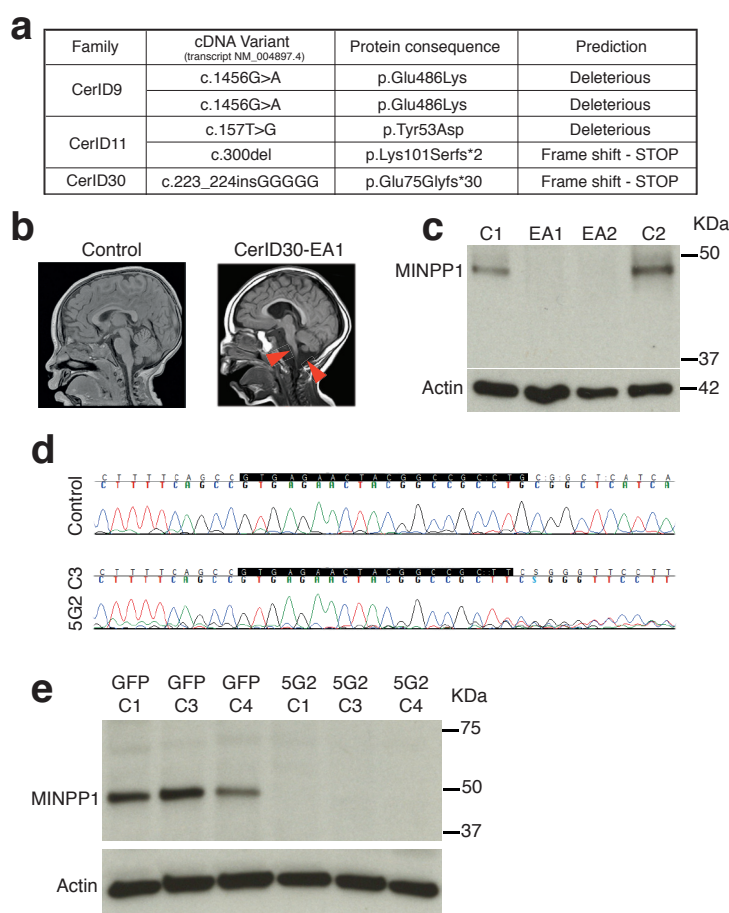 a
Family
cDNA Variant
(transcript NM_004897.4)
Protein consequence
Prediction
CerID9
c.1456G>A
p.Glu486Lys
Deleterious
c.1456G>A
p.Glu486Lys
Deleterious
CerID11
c.157T>G
p.Tyr53Asp
Deleterious
c.300del
p.Lys101Serfs*2
Frame shift - STOP
CerID30
c.223_224insGGGGG
p.Glu75Glyfs*30
Frame shift - STOP
b
Control
CerID30-EA1
c
C1 EA1 EA2 C2
KDa
MINPP1
50
37
Actin
42
d
Control
C T T T T C A G C C G T G A G A A C T A C G G C C G C C T G C G G C T C A T C A
C T T T T C A G C C G T G A G A A C T A C G G C C G C C T G C G G C T C A T C A
5G2 C3
C T T T T C A G C C G T G A G A A C T A C G G C C G C T T C S G G G T T C C T T
C T T T T C A G C C G T G A G A A C T A C G G C C G C T T C S G G G T T C C T T
e
GFP GFP GFP 5G2 5G2 5G2
C1 C3 C4 C1 C3 C4
KDa
75
MINPP1
50
37
Actin